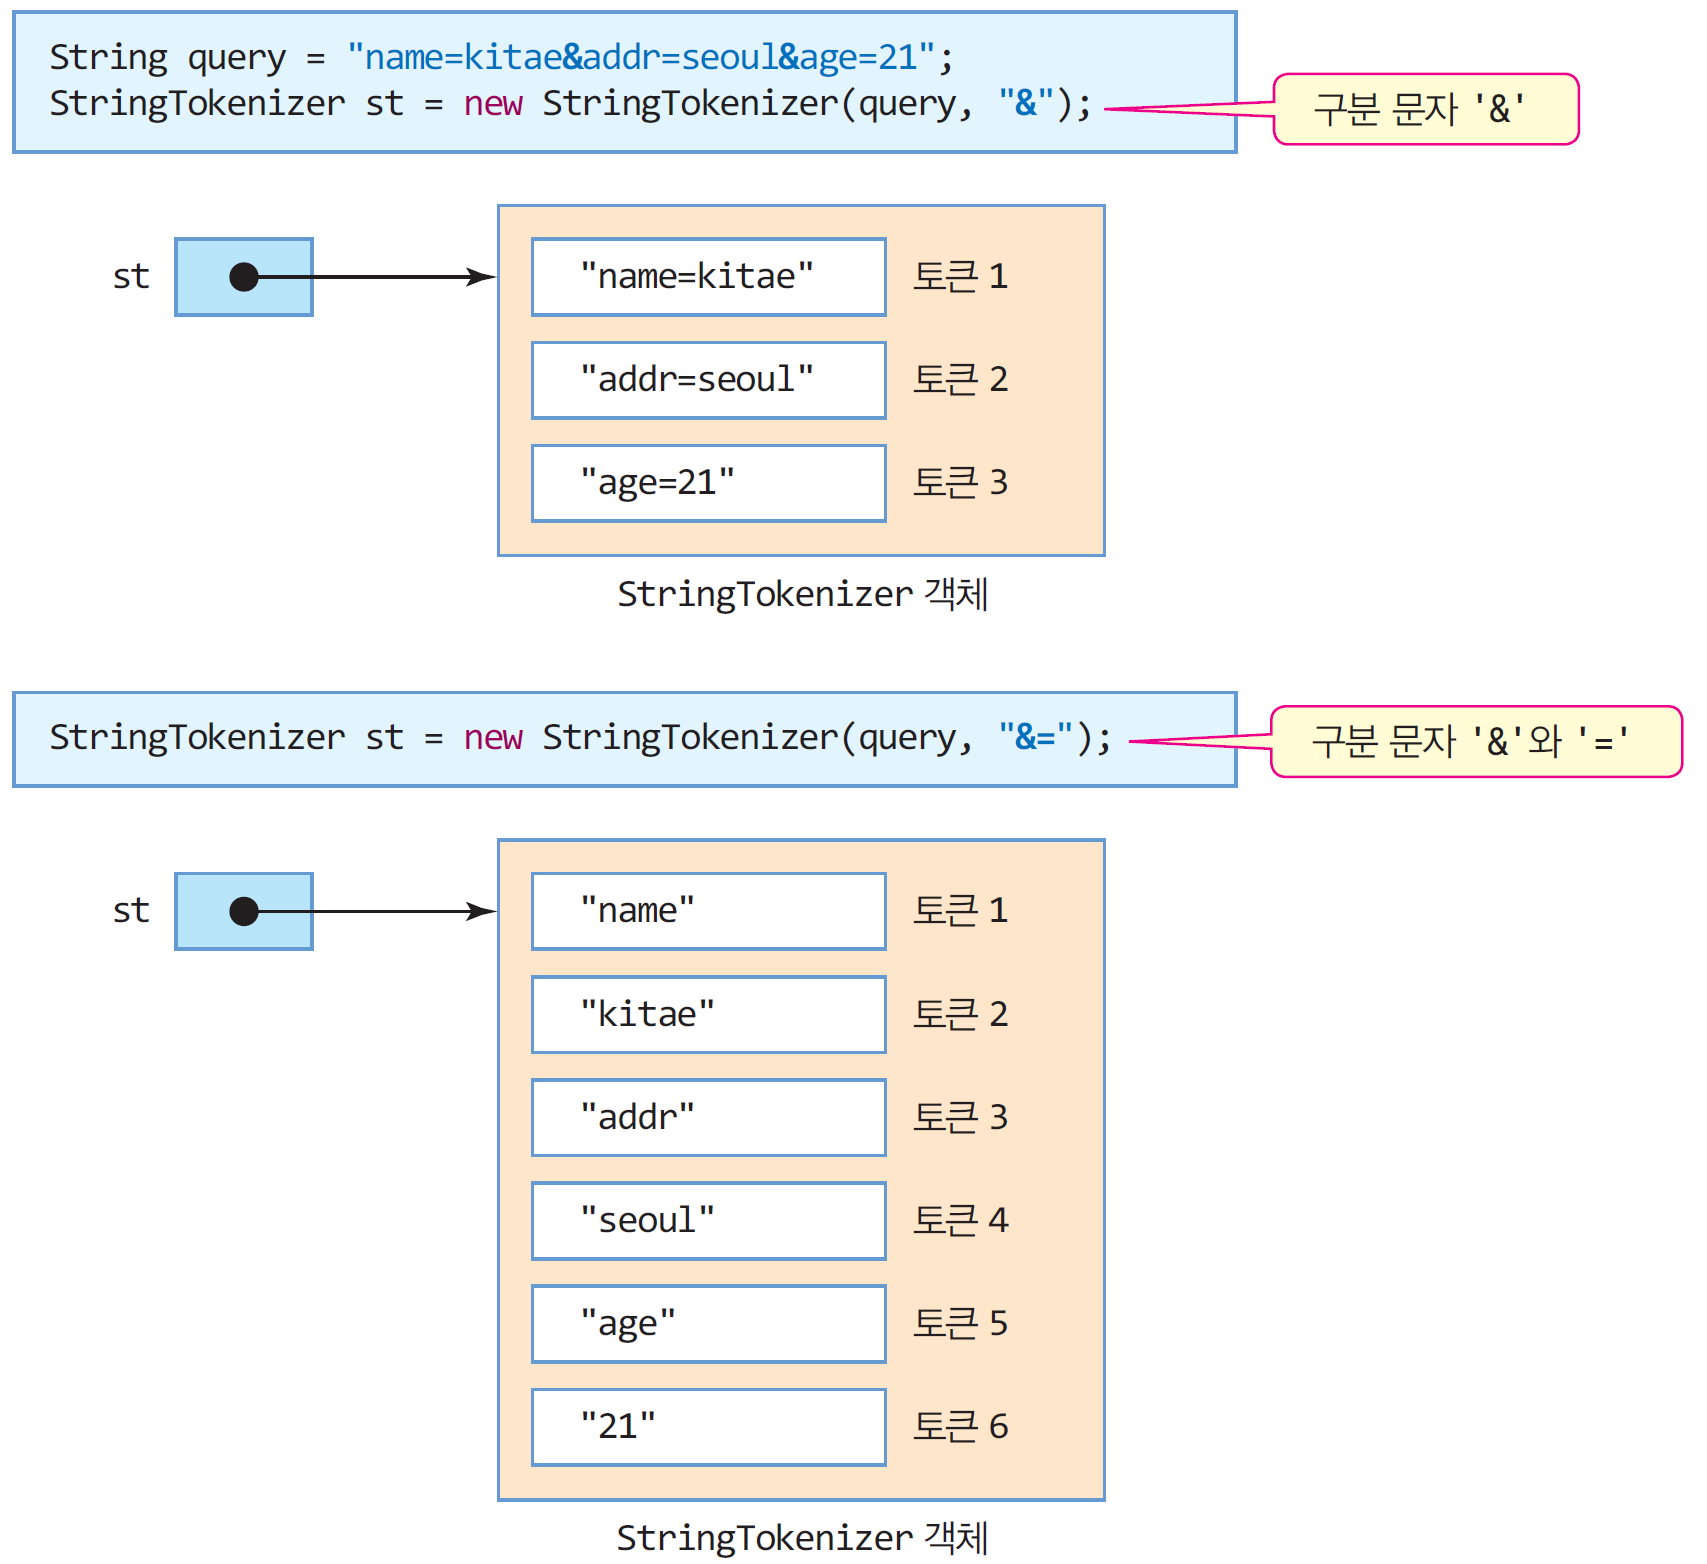 String query = "name=kitae&addr=seoul&age=21";
StringTokenizer st = new StringTokenizer(query, "&");
구분 문자 '&'
st
"name=kitae" 토큰 1
"addr=seoul" 토큰 2
"age=21" 토큰 3
StringTokenizer 객체
StringTokenizer st = new StringTokenizer(query, "&=");
구분 문자 '&'와 '='
st
"name" 토큰 1
"kitae" 토큰 2
"addr" 토큰 3
"seoul" 토큰 4
"age" 토큰 5
"21" 토큰 6
StringTokenizer 객체